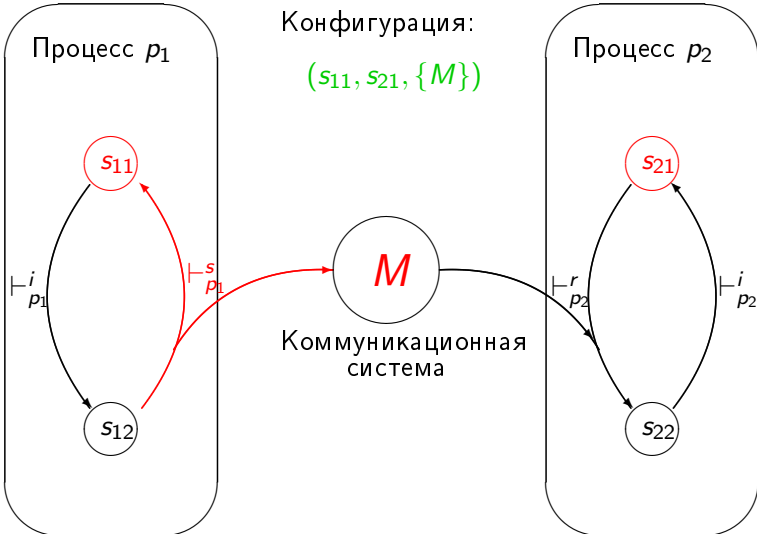 Процесс p₁
Конфигурация:
(s₁₁, s₂₁, {M})
Процесс p₂
s₁₁
s₂₁
⊢ⁱₚ₁
⊢ˢₚ₁
M
⊢ʳₚ₂
⊢ⁱₚ₂
Коммуникационная
система
s₁₂
s₂₂